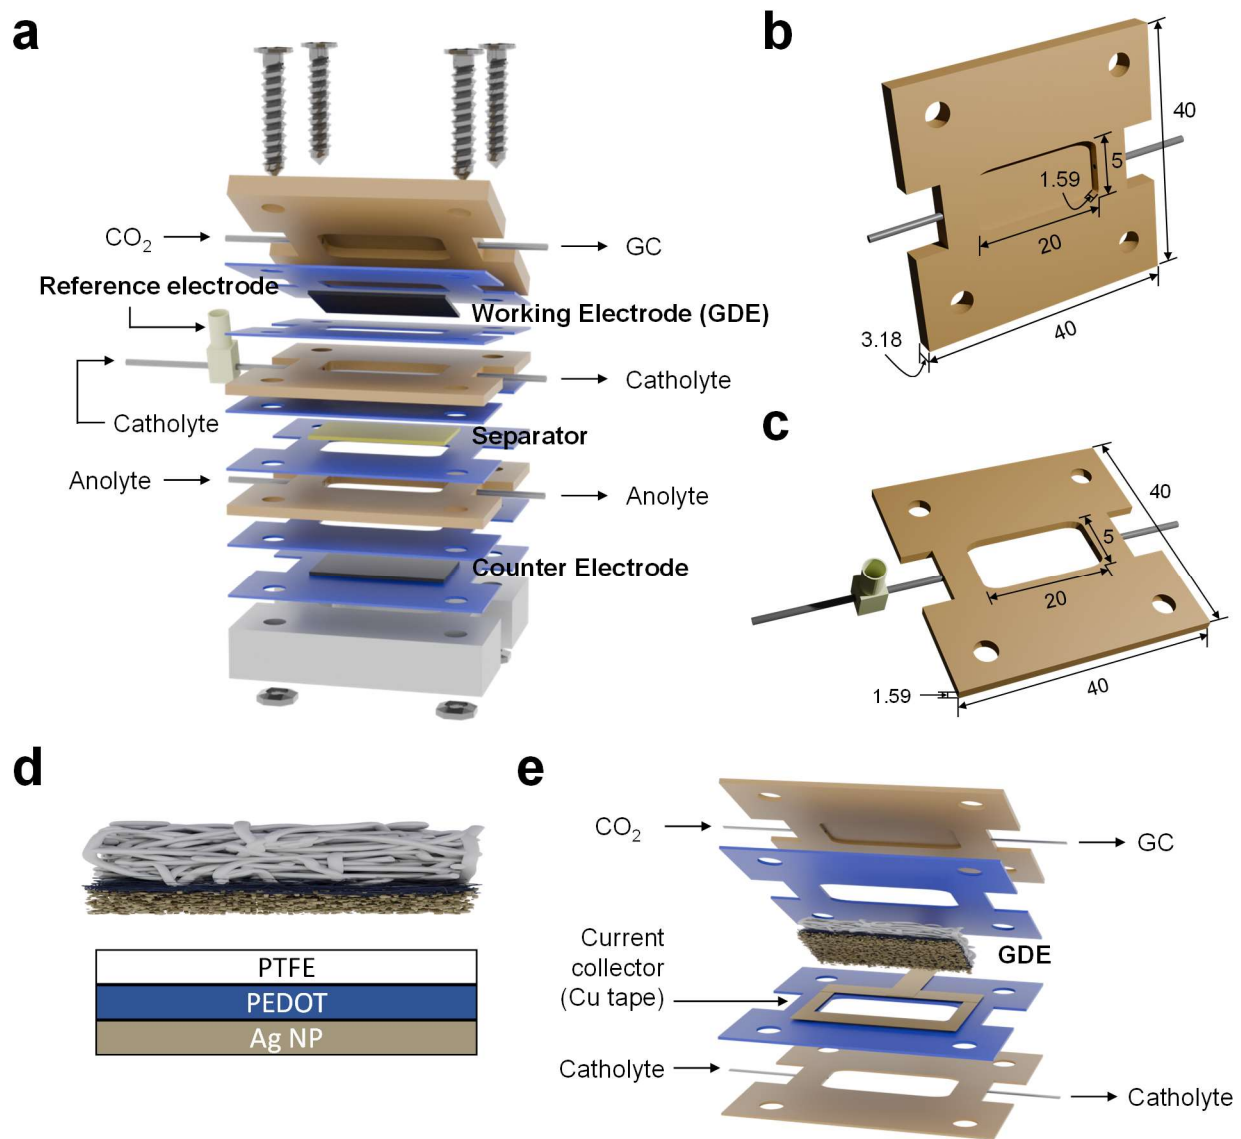 a
CO₂
GC
Reference electrode
Working Electrode (GDE)
Catholyte
Catholyte
Separator
Anolyte
Anolyte
Counter Electrode
b
40
5
1.59
20
40
3.18
c
40
5
20
40
1.59
d
PTFE
PEDOT
Ag NP
e
CO₂
GC
GDE
Current
collector
(Cu tape)
Catholyte
Catholyte